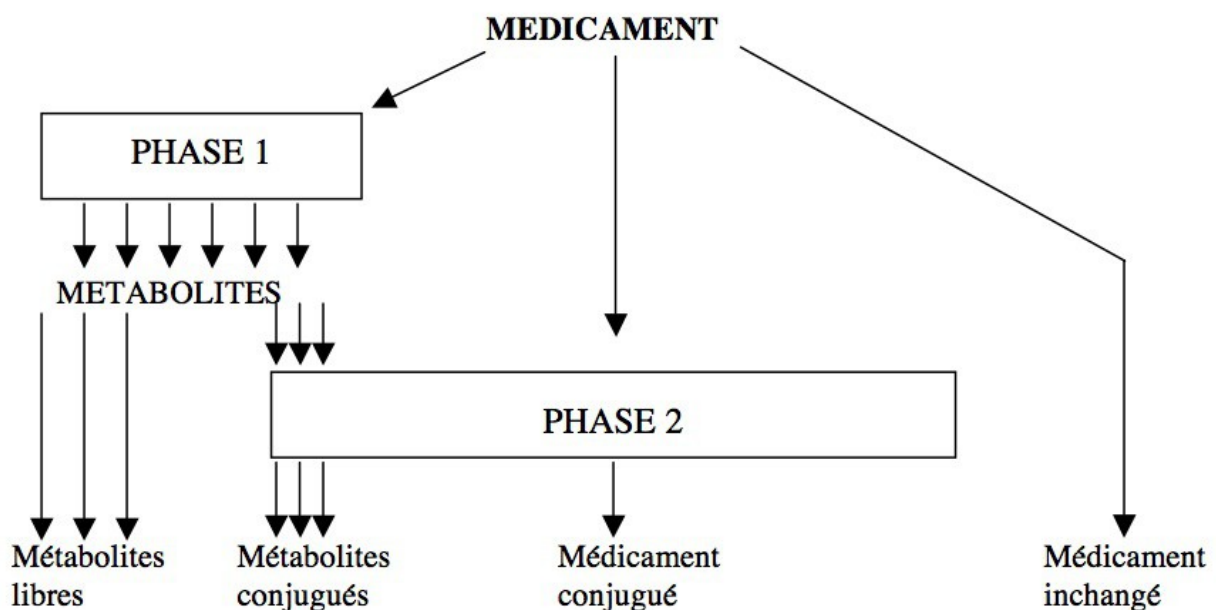 MEDICAMENT
PHASE 1
METABOLITES
PHASE 2
Métabolites
libres
Métabolites
conjugués
Médicament
conjugué
Médicament
inchangé